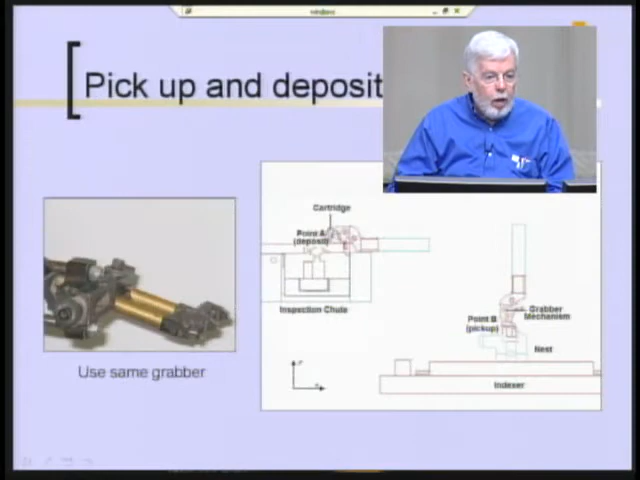 Pick up and deposit
Cartridge
Point A
(deposit)
Inspection Chute
Point B
(pickup)
Grabber
Mechanism
Nest
Indexer
Use same grabber